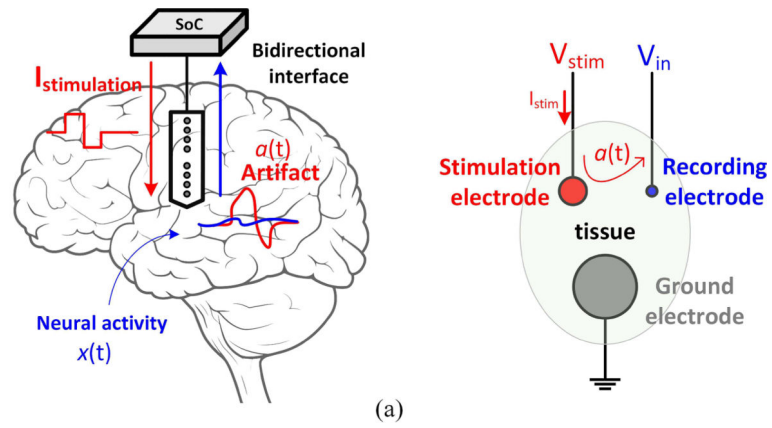 SoC
Bidirectional
interface
Istimulation
a(t)
Artifact
Neural activity
x(t)
Vstim
Vin
Istim
a(t)
Stimulation
electrode
Recording
electrode
tissue
Ground
electrode
(a)